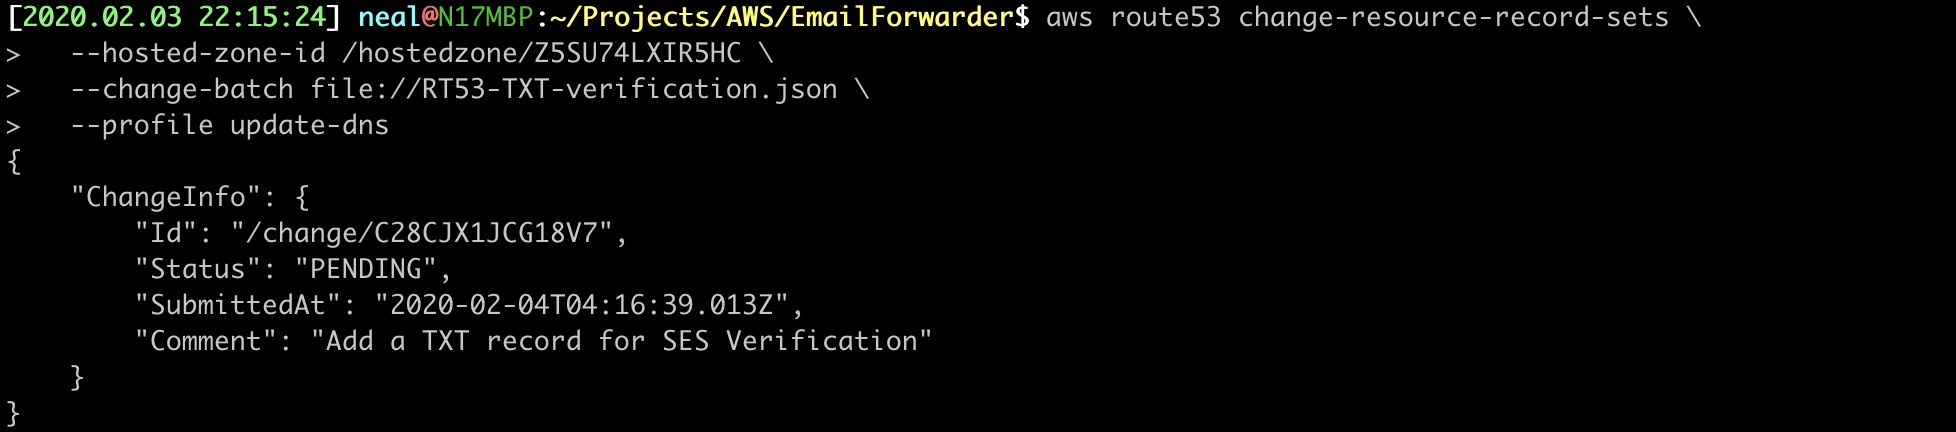 [2020.02.03 22:15:24] neal@N17MBP:~/Projects/AWS/EmailForwarder$ aws route53 change-resource-record-sets \
>   --hosted-zone-id /hostedzone/Z5SU74LXIR5HC \
>   --change-batch file://RT53-TXT-verification.json \
>   --profile update-dns
{
    "ChangeInfo": {
        "Id": "/change/C28CJX1JCG18V7",
        "Status": "PENDING",
        "SubmittedAt": "2020-02-04T04:16:39.013Z",
        "Comment": "Add a TXT record for SES Verification"
    }
}